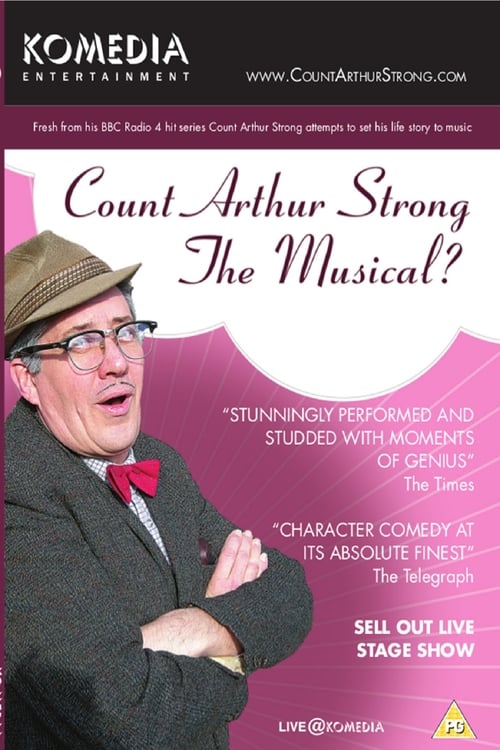 KOMEDIA
ENTERTAINMENT
WWW.COUNTARTHURSTRONG.COM
Fresh from his BBC Radio 4 hit series Count Arthur Strong attempts to set his life story to music
Count Arthur Strong
The Musical?
“STUNNINGLY PERFORMED AND
STUDDED WITH MOMENTS
OF GENIUS”
The Times
“CHARACTER COMEDY AT
ITS ABSOLUTE FINEST”
The Telegraph
SELL OUT LIVE
STAGE SHOW
LIVE@KOMEDIA
PG